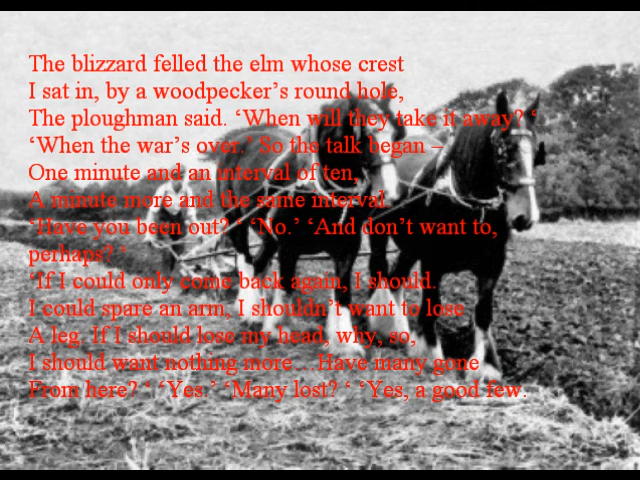 The blizzard felled the elm whose crest
I sat in, by a woodpecker’s round hole,
The ploughman said. ‘When will they take it away? ‘
‘When the war’s over.’ So the talk began –
One minute and an interval of ten,
A minute more and the same interval.
‘Have you been out? ‘ ‘No.’ ‘And don’t want to,
perhaps? ‘
‘If I could only come back again, I should.
I could spare an arm, I shouldn’t want to lose
A leg. If I should lose my head, why, so,
I should want nothing more…Have many gone
From here? ‘ ‘Yes.’ ‘Many lost? ‘ ‘Yes, a good few.